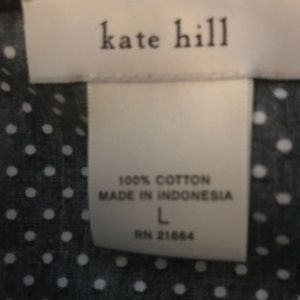 kate hill
100% COTTON
MADE IN INDONESIA
L
RN 21664